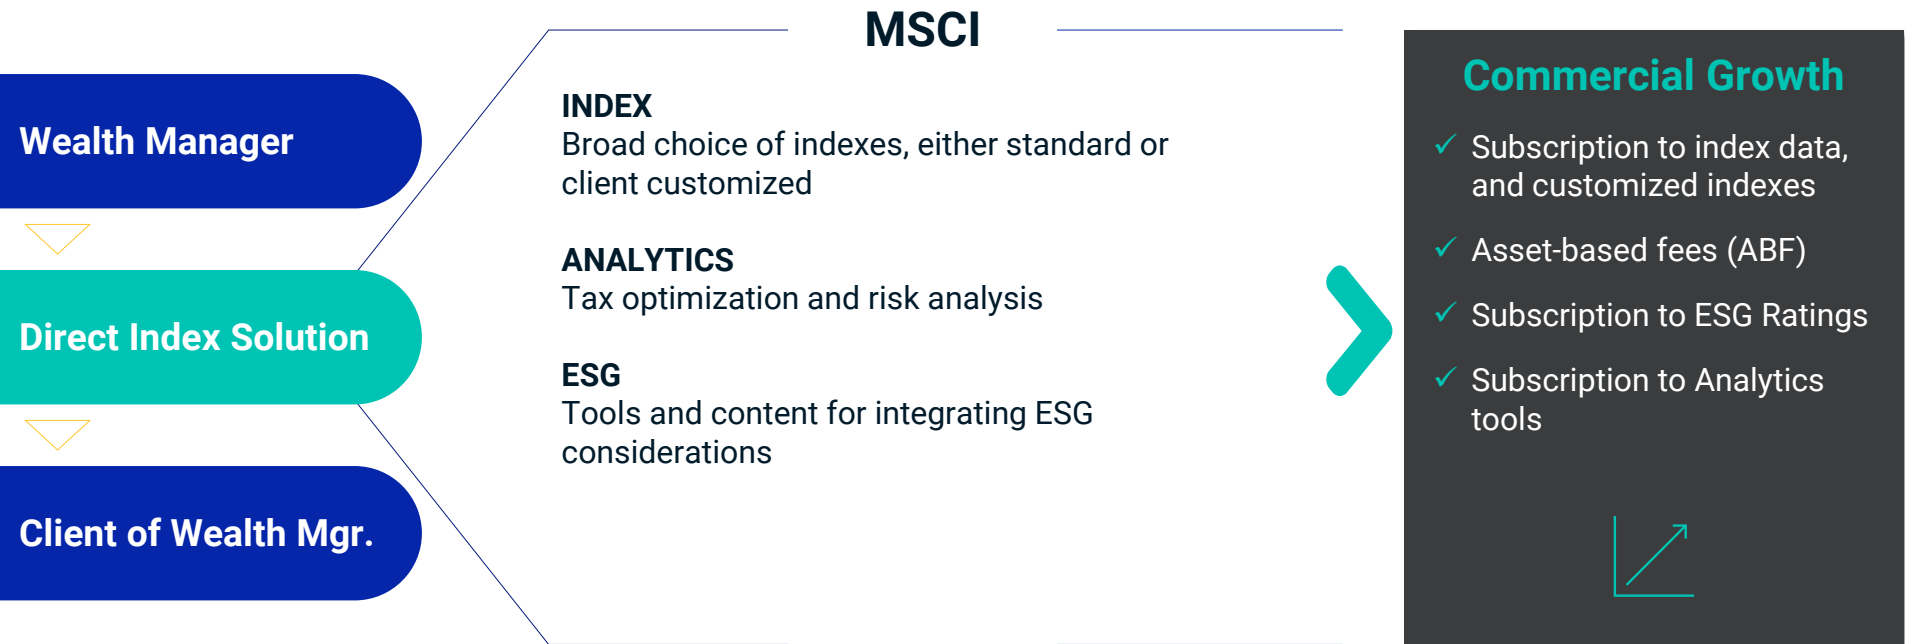 Wealth Manager
Direct Index Solution
Client of Wealth Mgr.
MSCI
INDEX
Broad choice of indexes, either standard or
client customized
ANALYTICS
Tax optimization and risk analysis
ESG
Tools and content for integrating ESG
considerations
Commercial Growth
✓ Subscription to index data,
and customized indexes
✓ Asset-based fees (ABF)
✓ Subscription to ESG Ratings
✓ Subscription to Analytics
tools